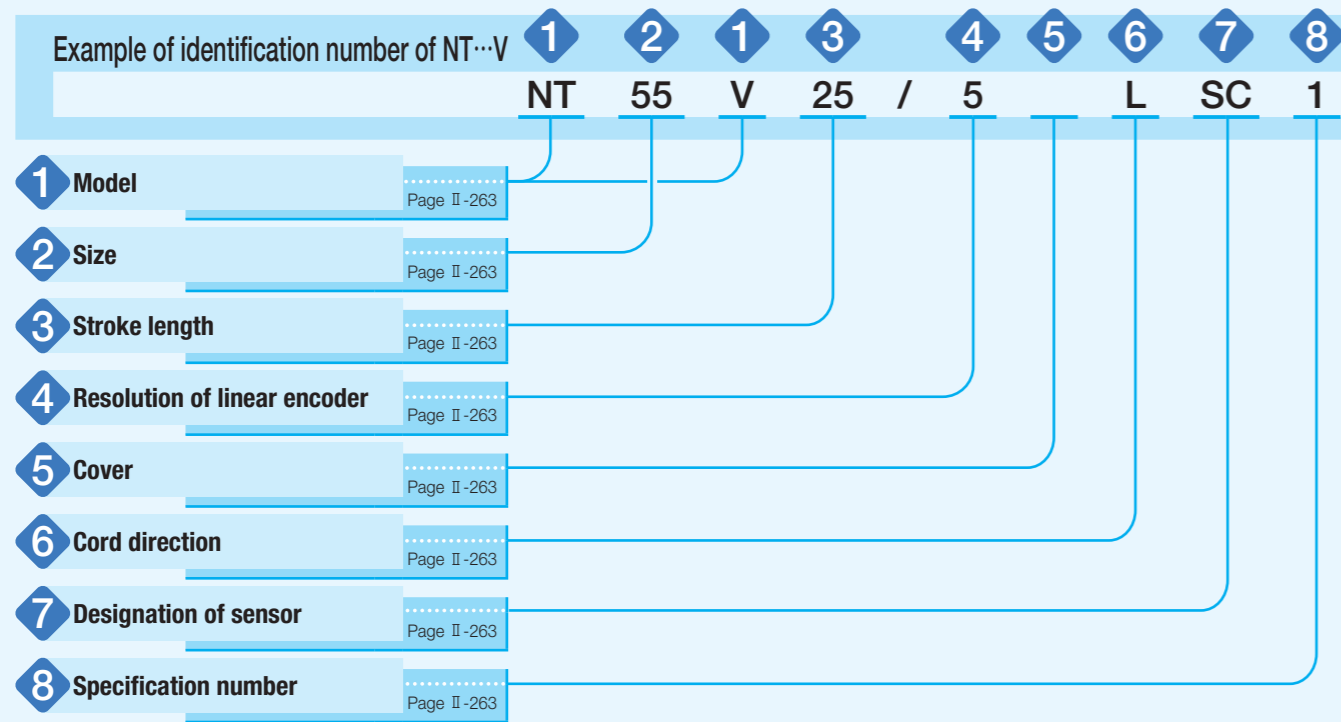 Example of identification number of NT…V 1 2 1 3 4 5 6 7 8
NT 55 V 25 / 5 L SC 1
1 Model Page Ⅱ-263
2 Size Page Ⅱ-263
3 Stroke length Page Ⅱ-263
4 Resolution of linear encoder Page Ⅱ-263
5 Cover Page Ⅱ-263
6 Cord direction Page Ⅱ-263
7 Designation of sensor Page Ⅱ-263
8 Specification number Page Ⅱ-263